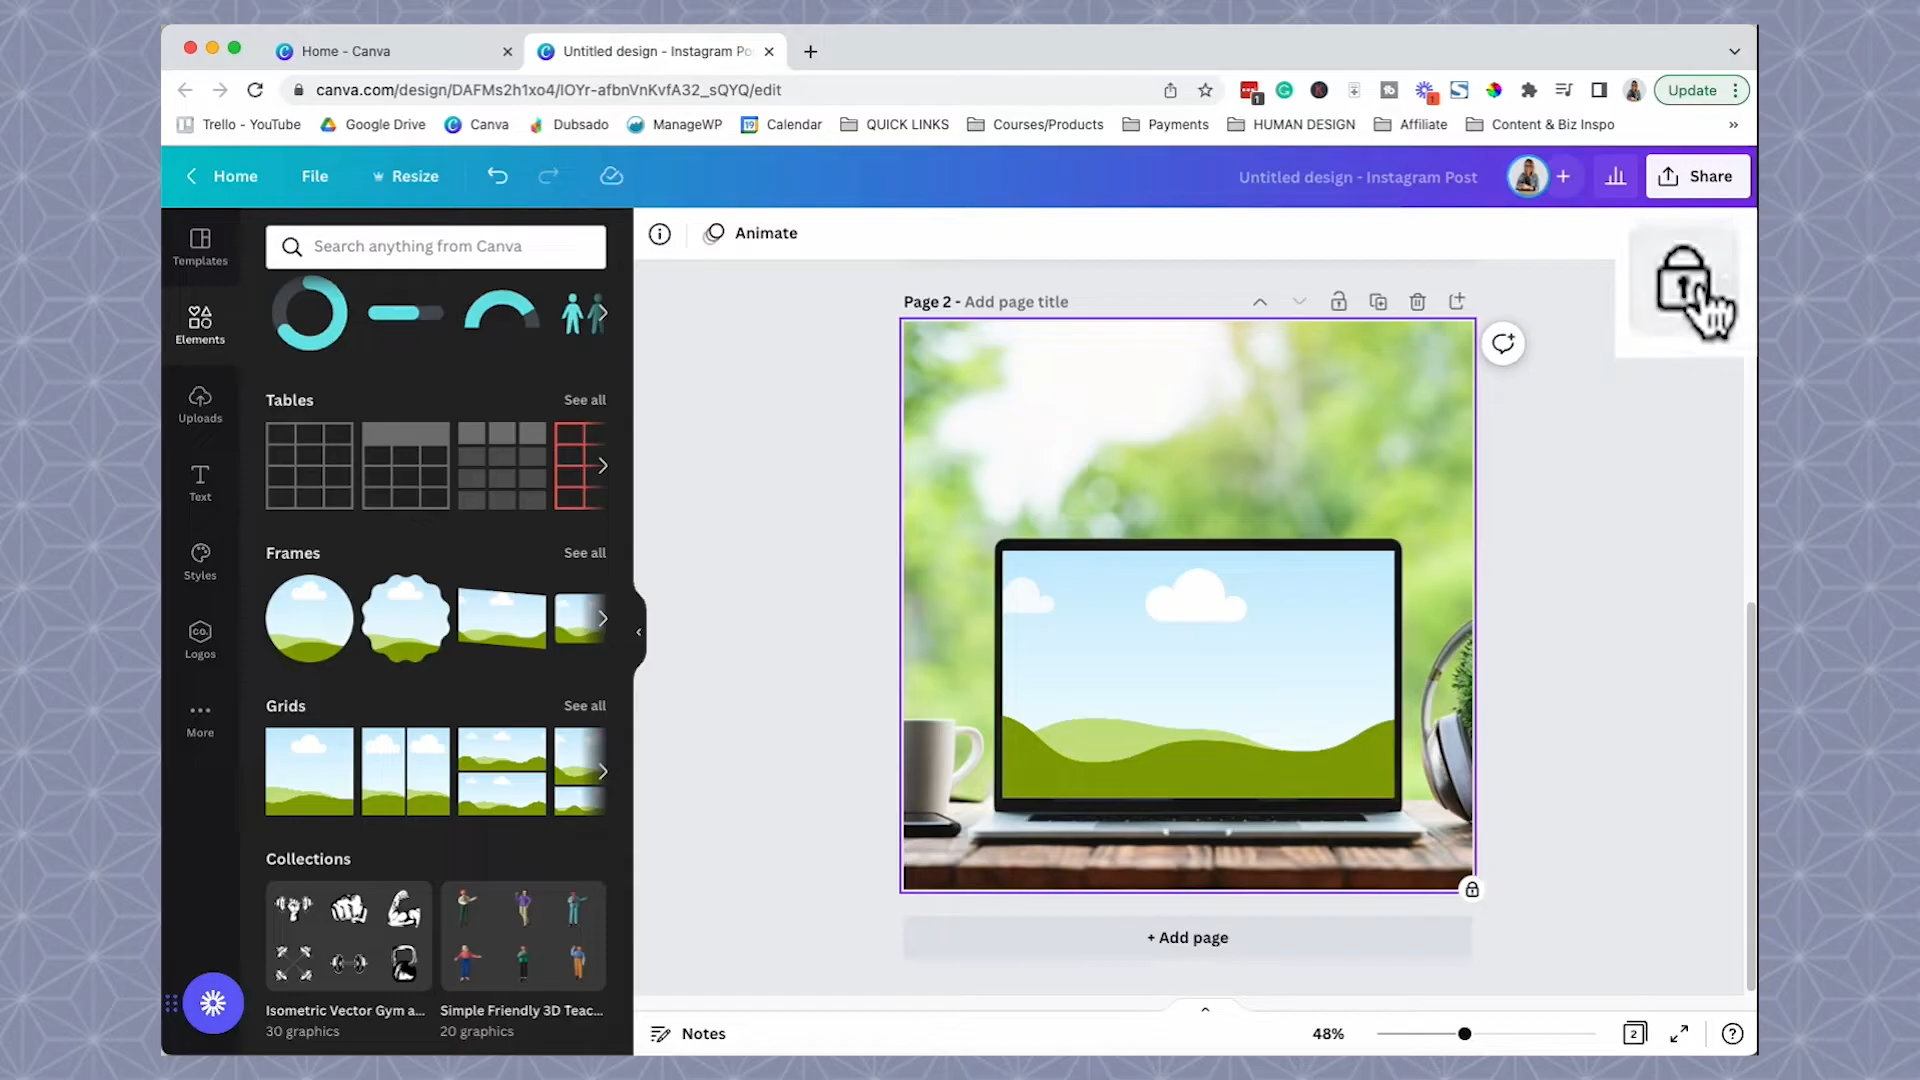 Home - Canva
Untitled design - Instagram Po
canva.com/design/DAFMs2h1xo4/lOYr-afbnVnKvfA32_sQYQ/edit
Update
Trello - YouTube
Google Drive
Canva
Dubsado
ManageWP
19
Calendar
QUICK LINKS
Courses/Products
Payments
HUMAN DESIGN
Affiliate
Content & Biz Inspo
Home
File
Resize
Untitled design - Instagram Post
Share
Templates
Elements
Uploads
Text
Styles
CO.
Logos
More
Search anything from Canva
Tables
See all
Frames
See all
Grids
See all
Collections
Isometric Vector Gym a...
30 graphics
Simple Friendly 3D Teac...
20 graphics
Animate
Page 2 - Add page title
+ Add page
Notes
48%
2